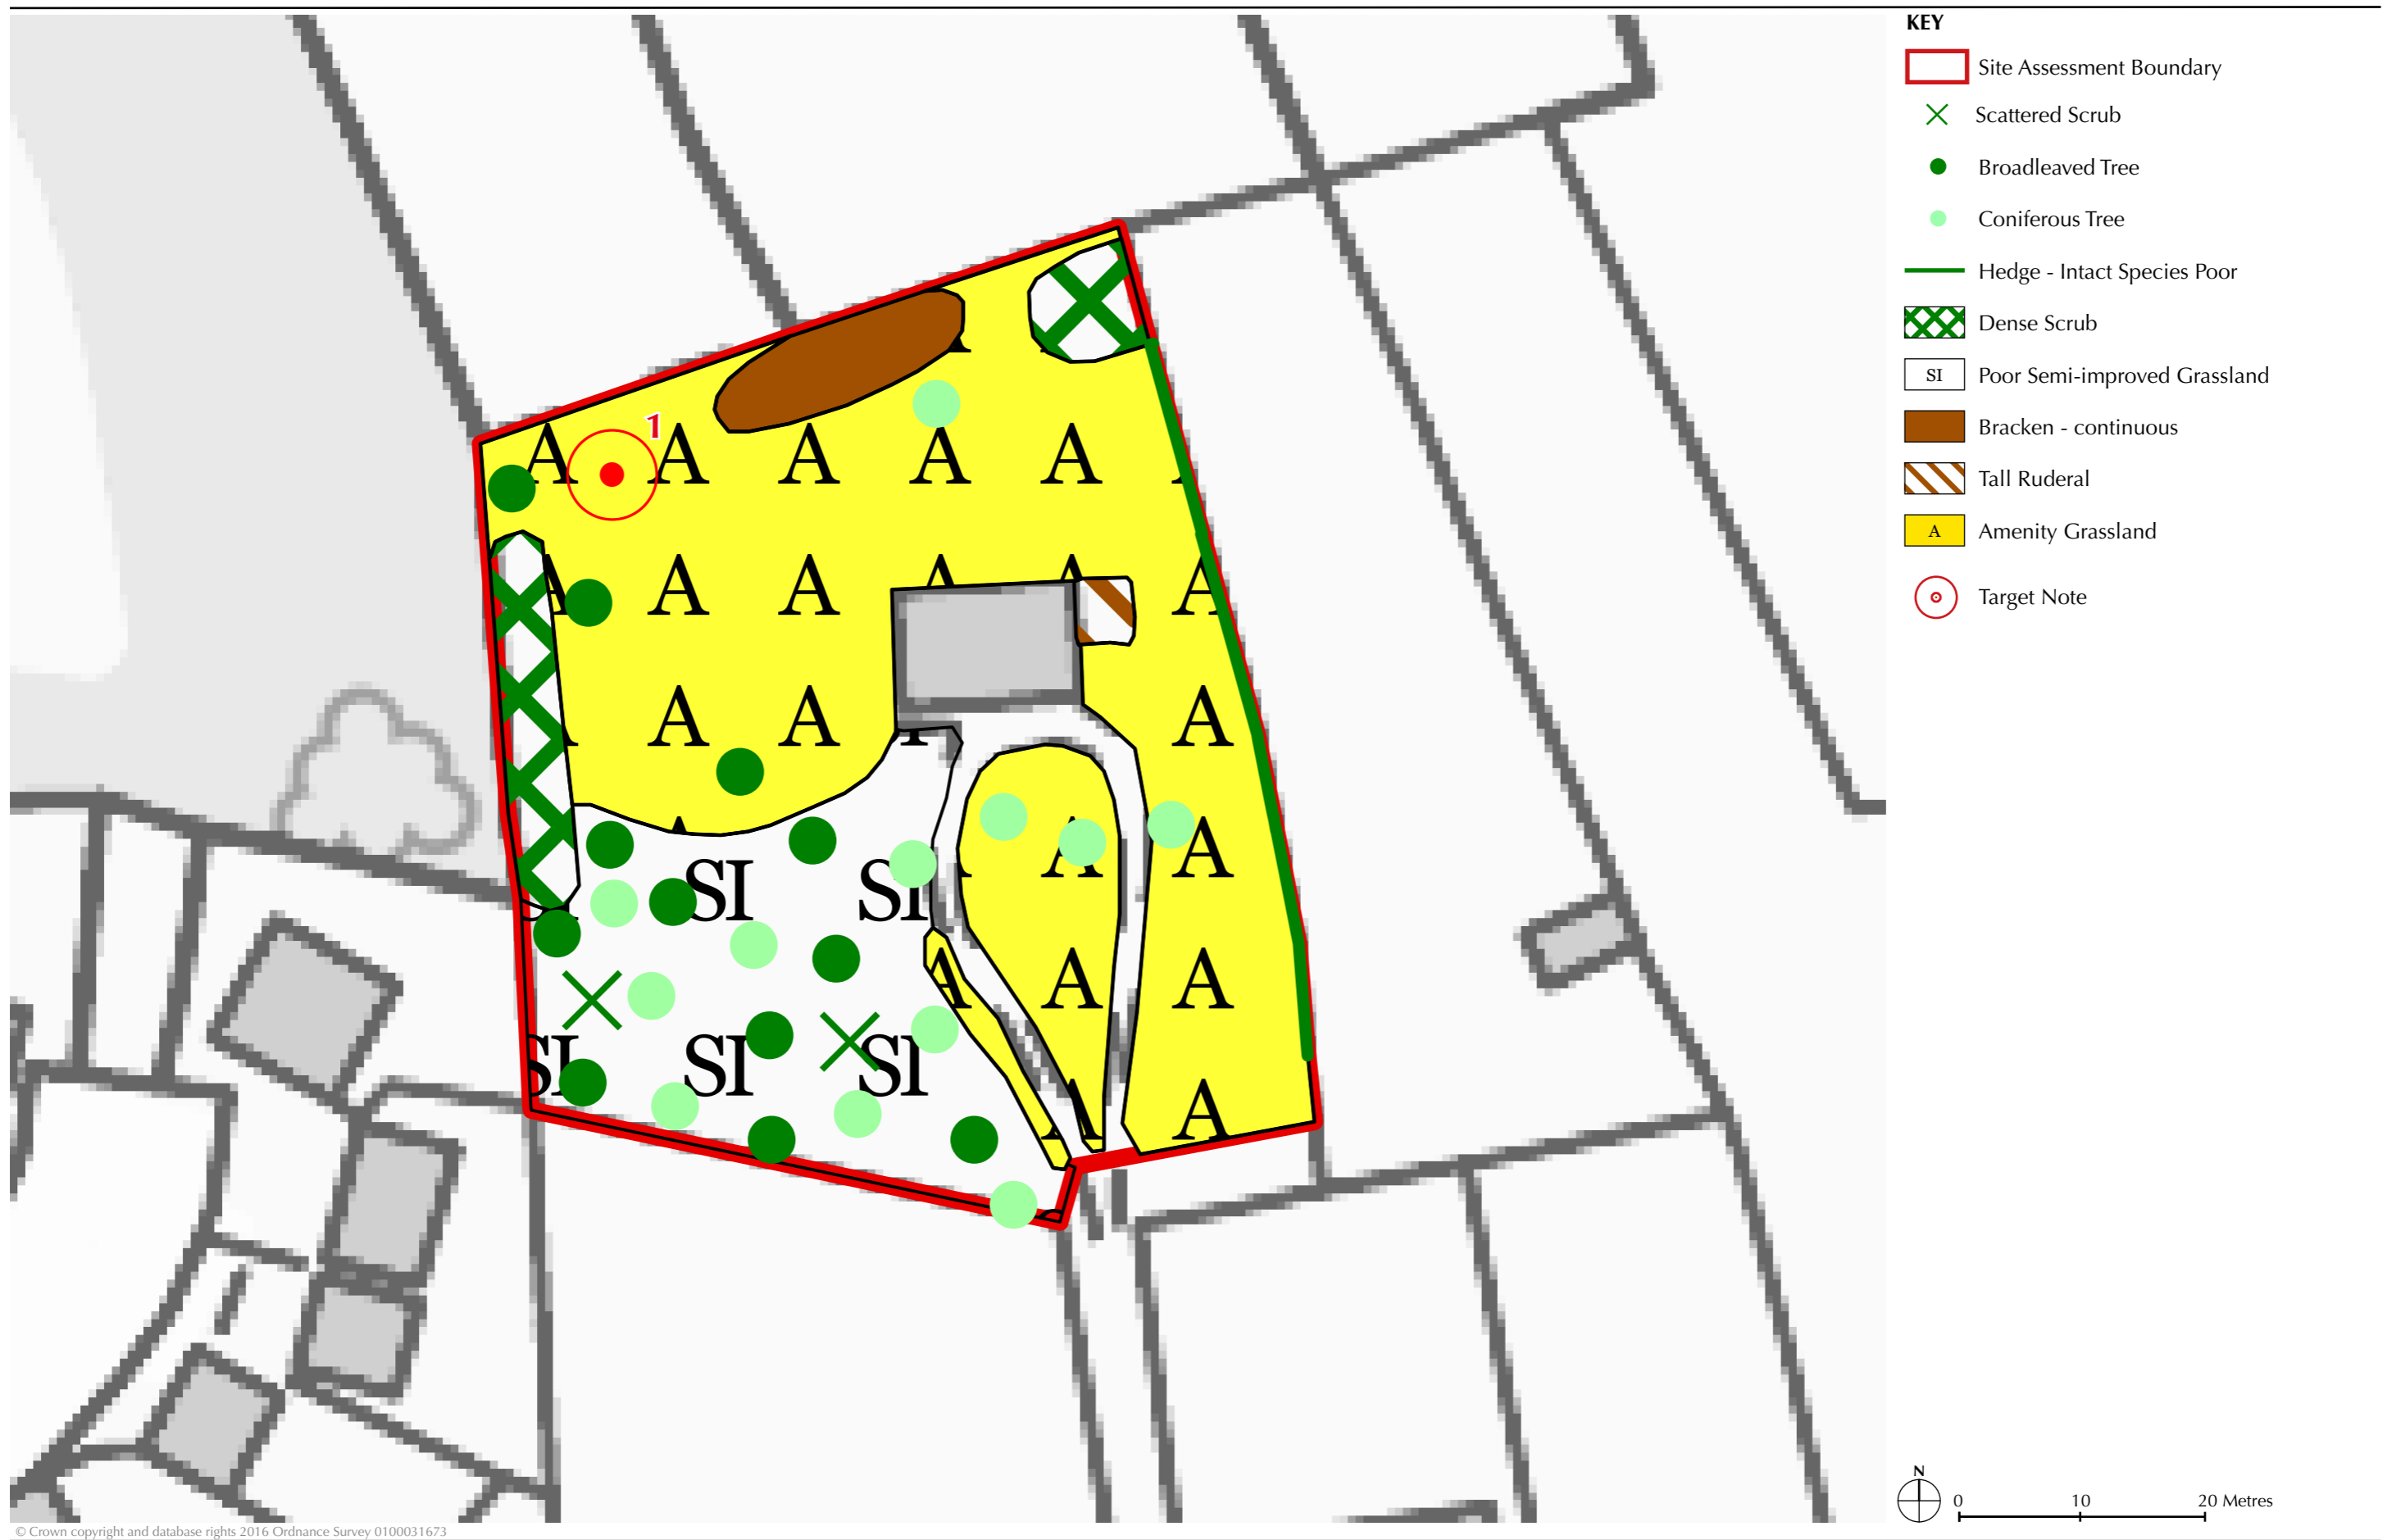 KEY
Site Assessment Boundary
Scattered Scrub
Broadleaved Tree
Coniferous Tree
Hedge - Intact Species Poor
Dense Scrub
SI Poor Semi-improved Grassland
Bracken - continuous
Tall Ruderal
A Amenity Grassland
Target Note
1
A A A A A
A A A A A A
A A A
A A A
SI SI
A A A
SI SI SI
A A
N
0 10 20 Metres
© Crown copyright and database rights 2016 Ordnance Survey 0100031673